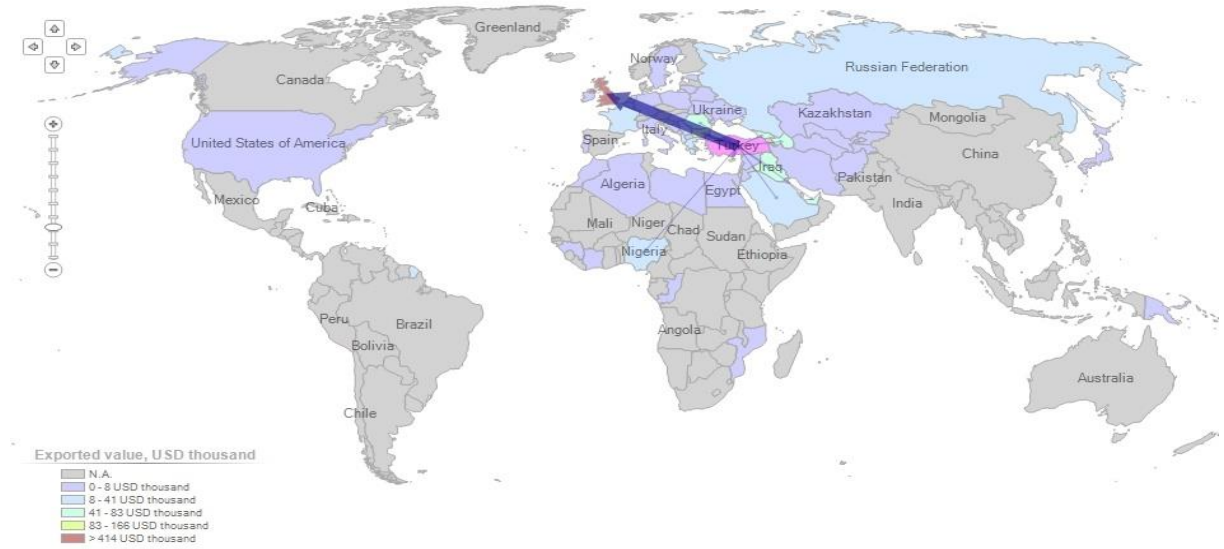 Greenland
Norway
Canada
Russian Federation
Ukraine
Kazakhstan
Mongolia
United States of America
Italy
Spain
Turkey
China
Iraq
Pakistan
Algeria
Egypt
Mexico
Cuba
India
Mali
Niger
Chad
Sudan
Nigeria
Ethiopia
Peru
Brazil
Angola
Bolivia
Australia
Chile
Exported value, USD thousand
N.A.
0 - 8 USD thousand
8 - 41 USD thousand
41 - 83 USD thousand
83 - 166 USD thousand
> 414 USD thousand